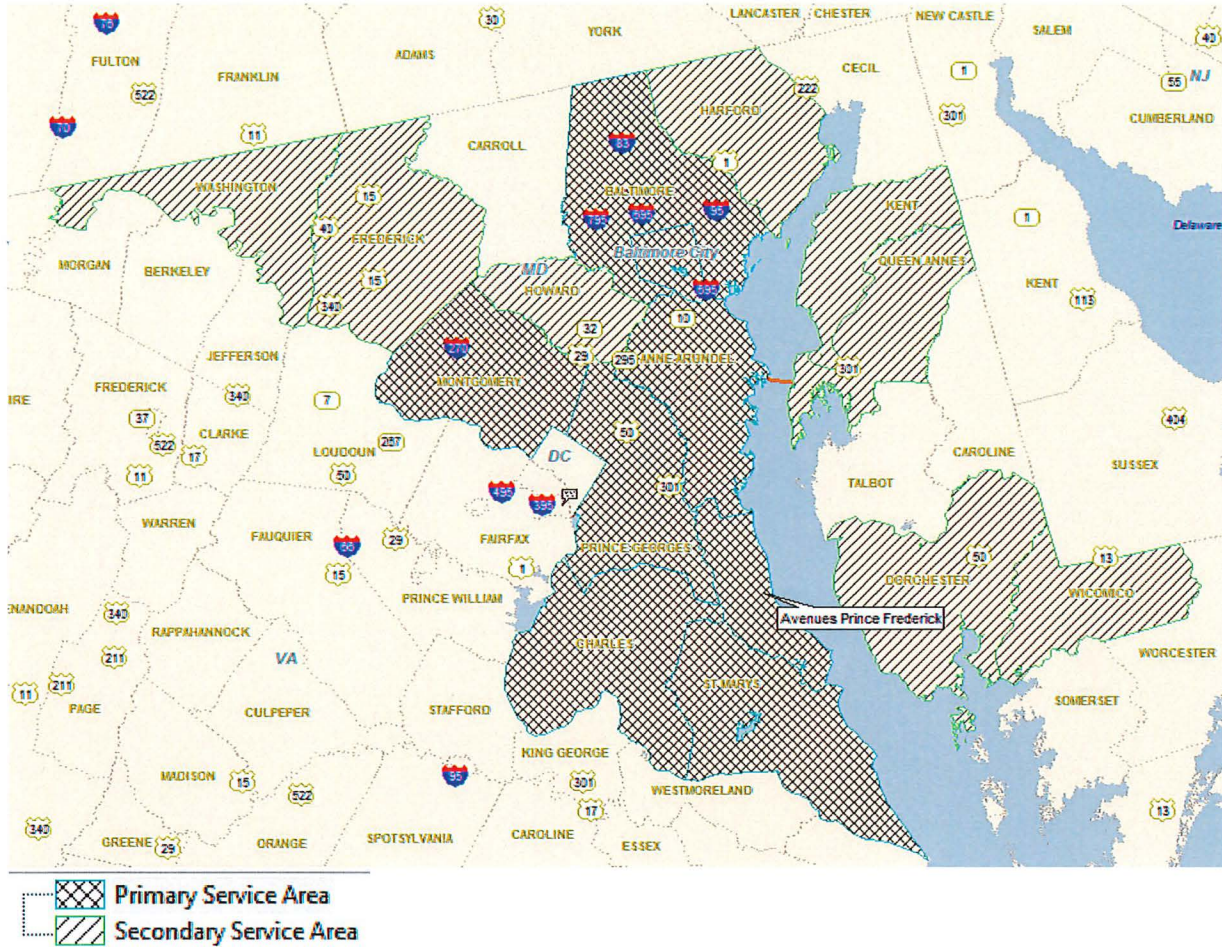 LANCASTER
CHESTER
NEW CASTLE
SALEM
70
30
YORK
40
FULTON
ADAMS
CECIL
FRANKLIN
1
55
NJ
522
222
HARFORD
301
CUMBERLAND
70
11
CARROLL
83
1
WASHINGTON
15
BALTIMORE
KENT
795
695
95
1
Delaware
40
FREDERICK
Baltimore City
QUEEN ANNES
MORGAN
BERKELEY
MD
15
HOWARD
KENT
895
113
340
10
32
JEFFERSON
270
29
295
ANNE ARUNDEL
301
MONTGOMERY
FREDERICK
340
IRE
7
37
404
CLARKE
50
522
17
LOUDOUN
267
DC
CAROLINE
SUSSEX
11
50
TALBOT
495
395
301
WARREN
FAUQUIER
29
FAIRFAX
66
PRINCE GEORGES
50
13
15
1
DORCHESTER
WICOMICO
ENANDOAH
340
PRINCE WILLIAM
Avenues Prince Frederick
RAPPAHANNOCK
CHARLES
211
VA
WORCESTER
11
211
ST MARYS
SOMERSET
PAGE
CULPEPER
STAFFORD
KING GEORGE
MADISON
15
95
301
WESTMORELAND
522
17
13
340
GREENE
29
ORANGE
SPOTSYLVANIA
CAROLINE
ESSEX
Primary Service Area
Secondary Service Area